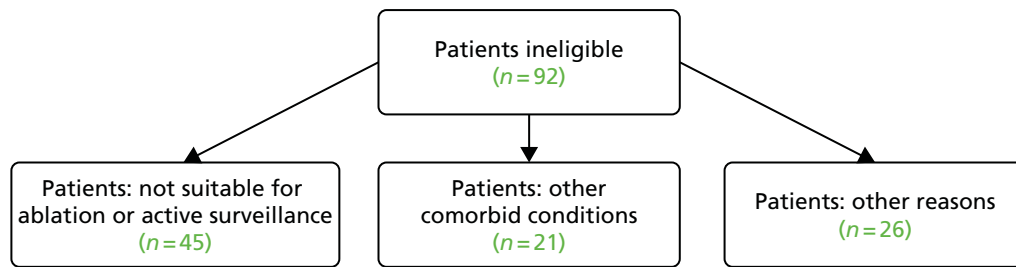 Patients ineligible
(n = 92)
Patients: not suitable for
ablation or active surveillance
(n = 45)
Patients: other
comorbid conditions
(n = 21)
Patients: other reasons
(n = 26)